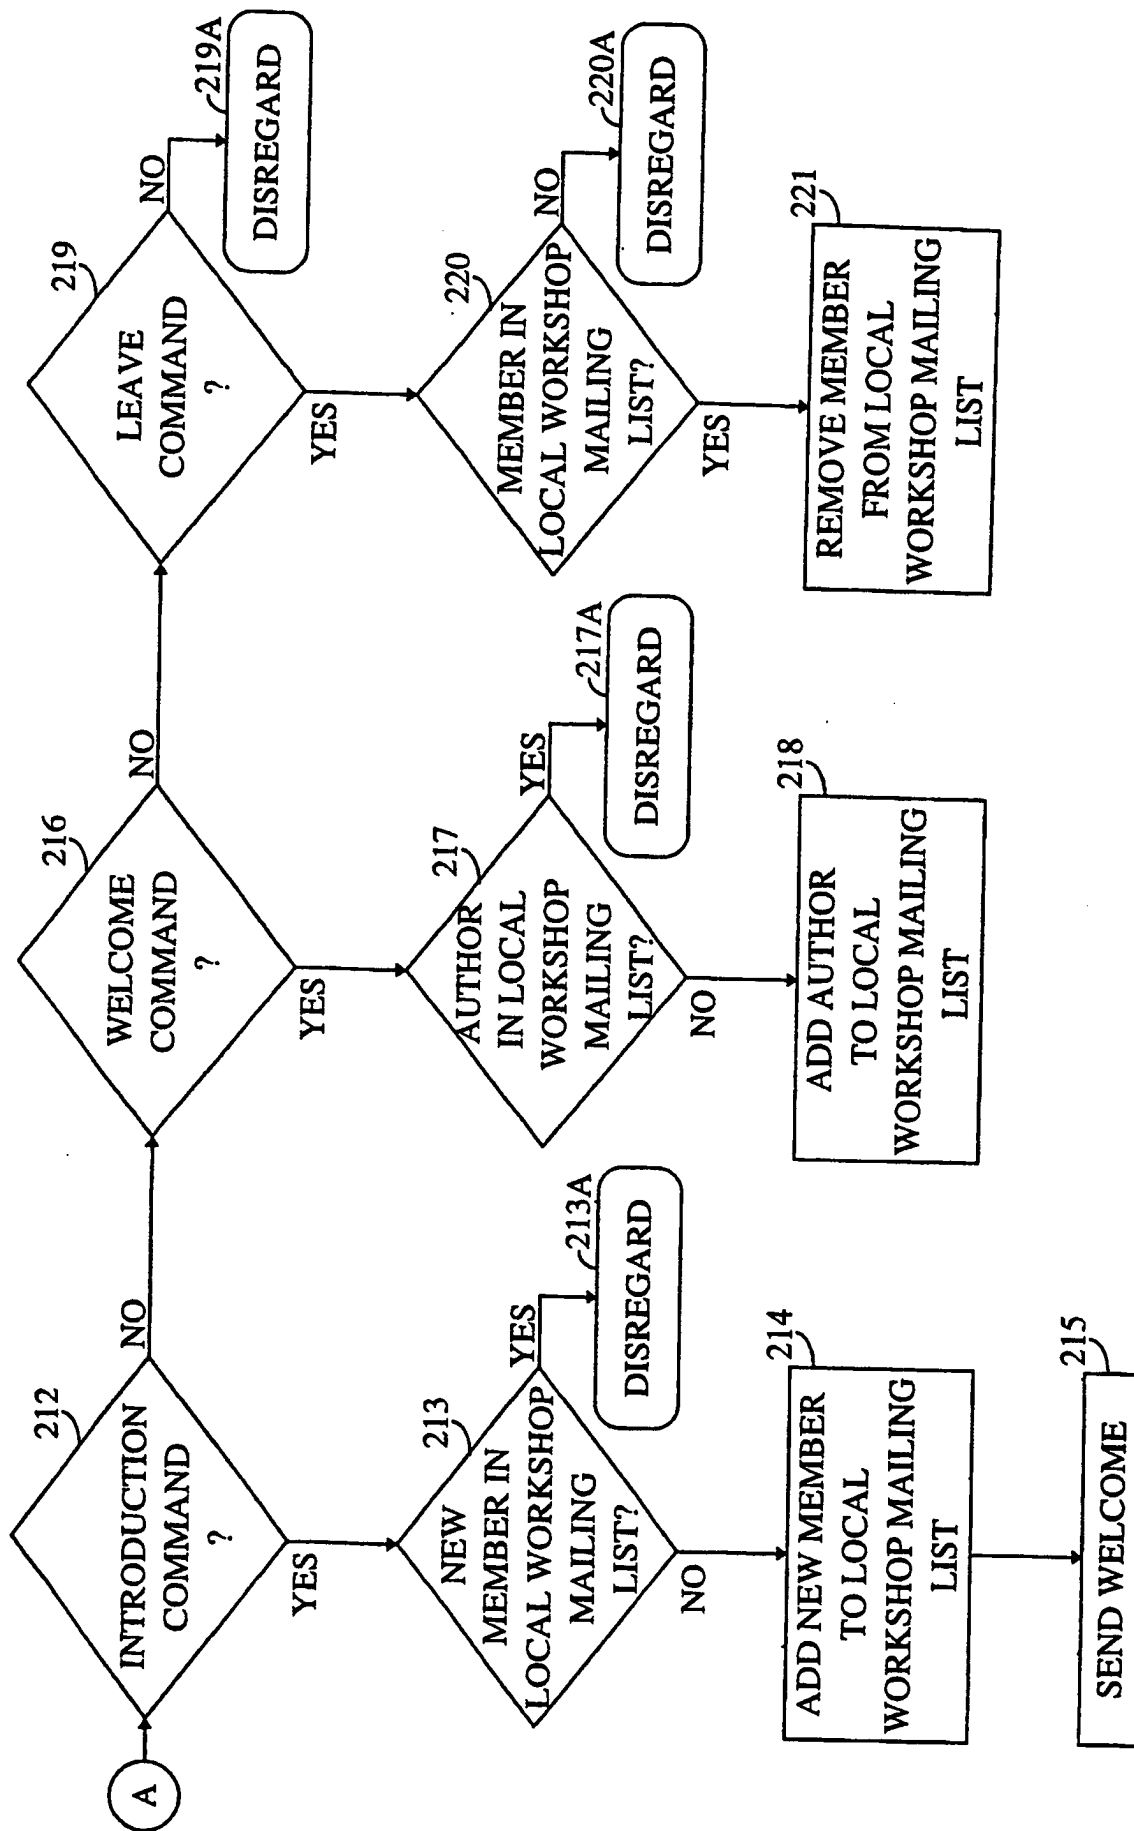 A
212
INTRODUCTION
COMMAND
?
NO
YES
213
NEW
MEMBER IN
LOCAL WORKSHOP
MAILING
LIST?
YES
213A
DISREGARD
NO
214
ADD NEW MEMBER
TO LOCAL
WORKSHOP MAILING
LIST
215
SEND WELCOME
216
WELCOME
COMMAND
?
NO
YES
217
AUTHOR
IN LOCAL
WORKSHOP
MAILING
LIST?
YES
217A
DISREGARD
NO
218
ADD AUTHOR
TO LOCAL
WORKSHOP MAILING
LIST
219
LEAVE
COMMAND
?
NO
219A
DISREGARD
YES
220
MEMBER IN
LOCAL WORKSHOP
MAILING
LIST?
NO
220A
DISREGARD
YES
221
REMOVE MEMBER
FROM LOCAL
WORKSHOP MAILING
LIST